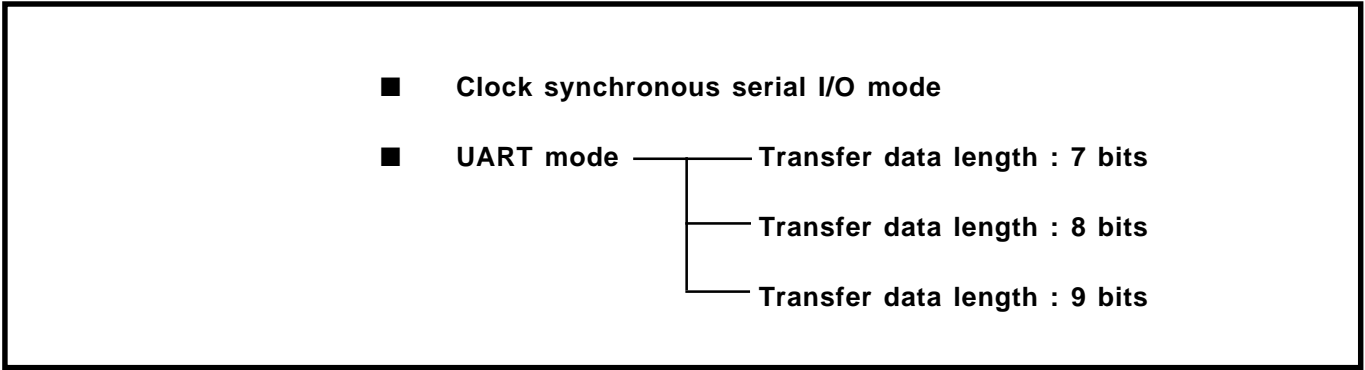 ■ Clock synchronous serial I/O mode
■ UART mode Transfer data length : 7 bits
Transfer data length : 8 bits
Transfer data length : 9 bits